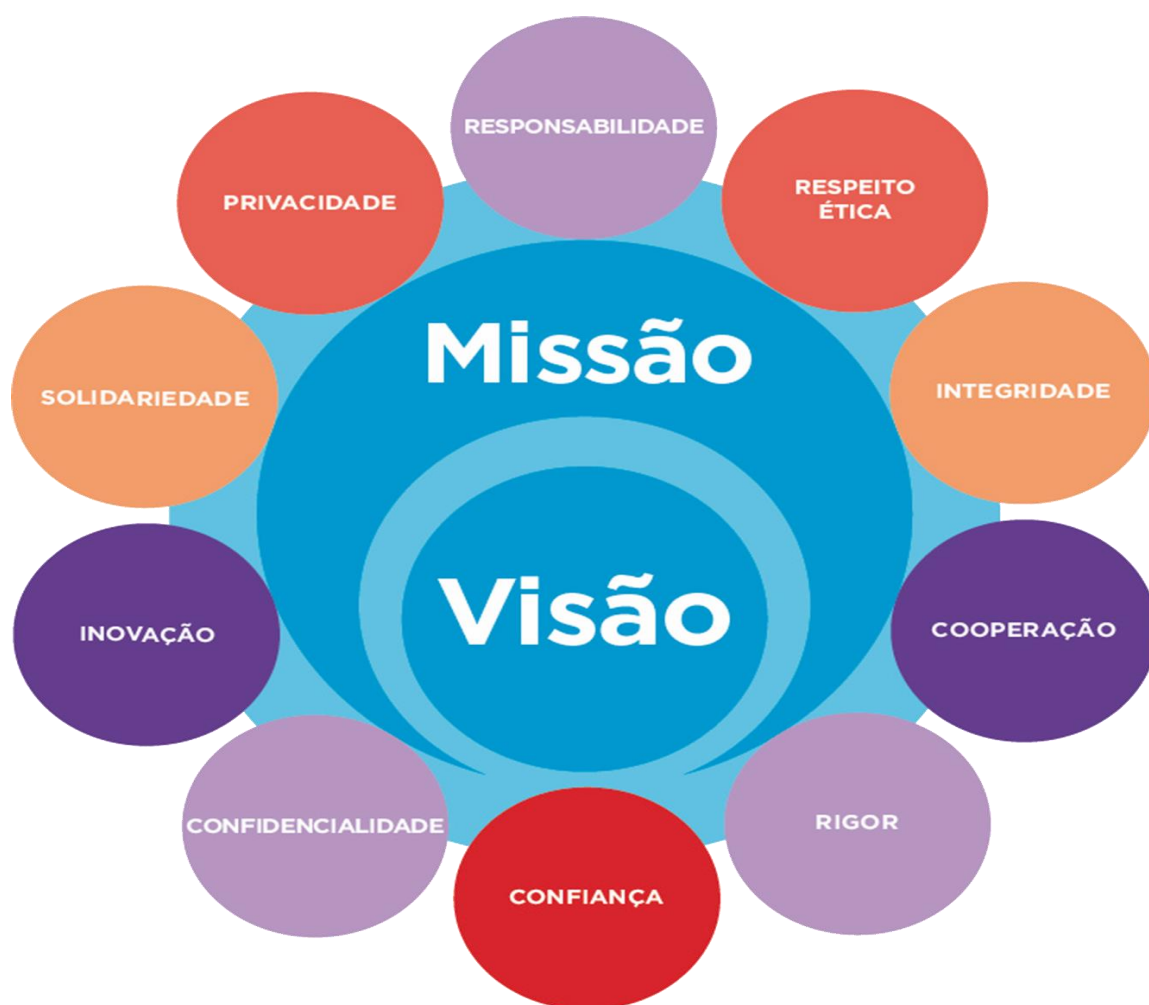 RESPONSABILIDADE
PRIVACIDADE
RESPEITO
ÉTICA
Missão
SOLIDARIEDADE
INTEGRIDADE
Visão
INOVAÇÃO
COOPERAÇÃO
CONFIDENCIALIDADE
RIGOR
CONFIANÇA